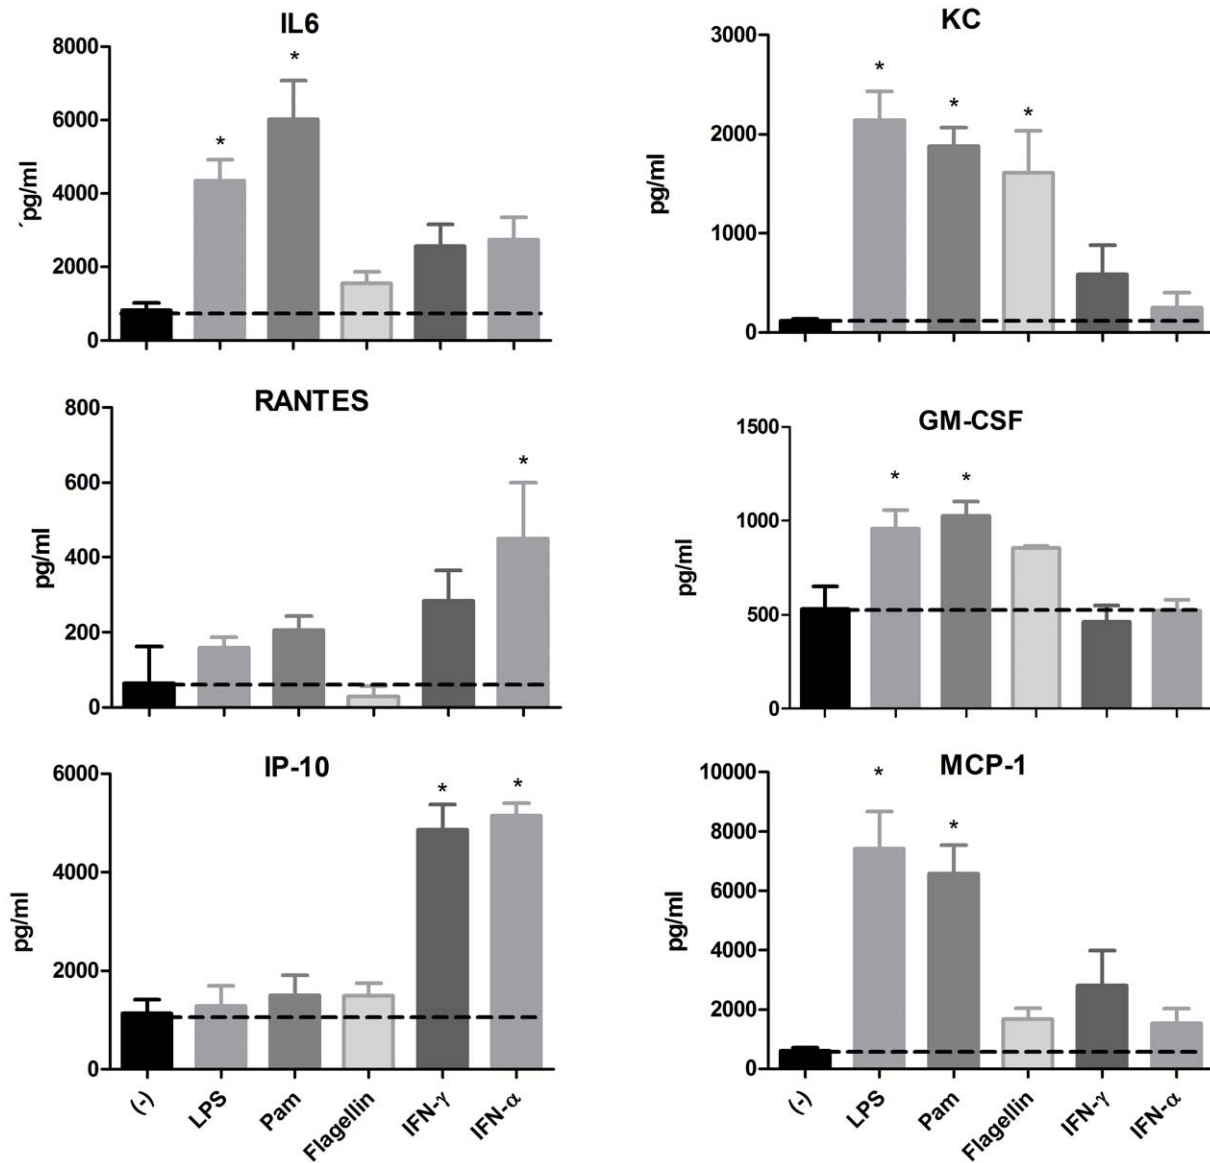 IL6
8000
6000
4000
2000
0
´pg/ml
*
*
KC
3000
2000
1000
0
pg/ml
*
*
*
RANTES
800
600
400
200
0
pg/ml
*
GM-CSF
1500
1000
500
0
pg/ml
*
*
IP-10
6000
4000
2000
0
pg/ml
*
*
(-)
LPS
Pam
Flagellin
IFN-γ
IFN-α
MCP-1
10000
8000
6000
4000
2000
0
pg/ml
*
*
(-)
LPS
Pam
Flagellin
IFN-γ
IFN-α